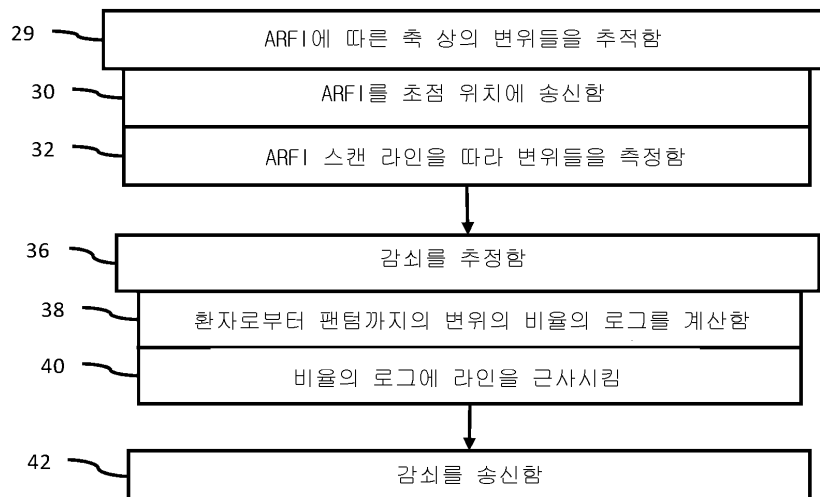 29 ARFI에 따른 축 상의 변위들을 추적함
30 ARFI를 초점 위치에 송신함
32 ARFI 스캔 라인을 따라 변위들을 측정함
36 감쇠를 추정함
38 환자로부터 팬텀까지의 변위의 비율의 로그를 계산함
40 비율의 로그에 라인을 근사시킴
42 감쇠를 송신함